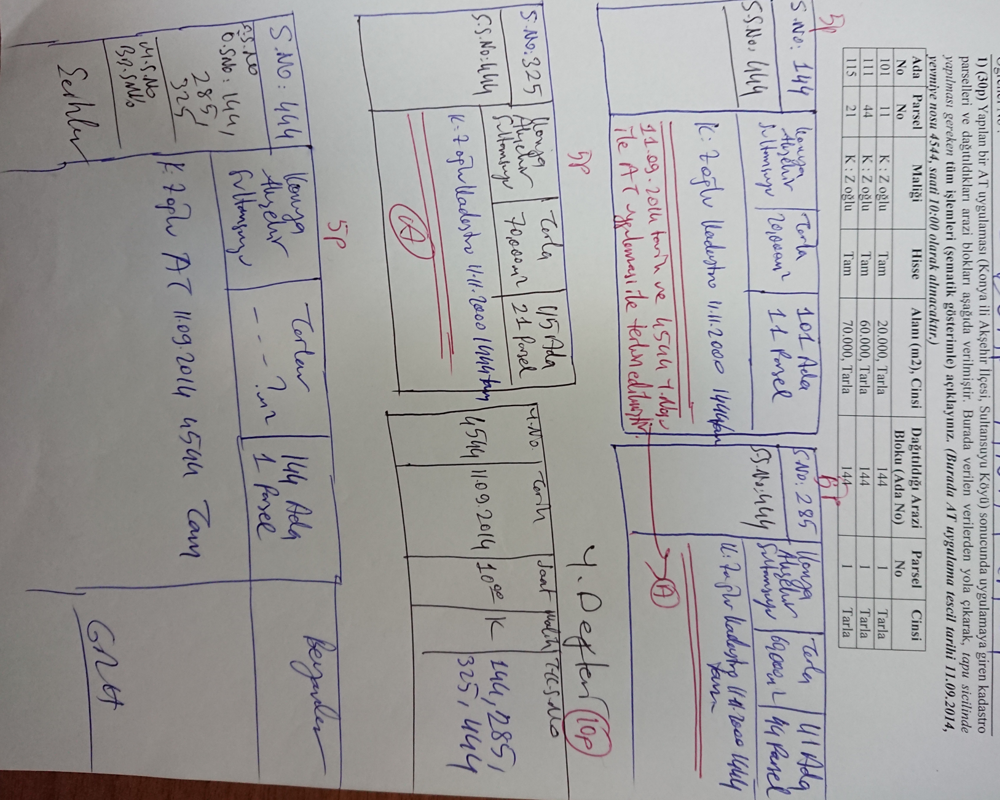 1) (30p) Yapılan bir AT uygulaması (Konya ili Akşehir İlçesi, Sultansuyu Köyü) sonucunda uygulamaya giren kadastro
parselleri ve dağıtıldıkları arazi blokları aşağıda verilmiştir. Burada verilen verilerden yola çıkarak, tapu sicilinde
yapılması gereken tüm işlemleri (şematik gösterimle) açıklayınız. (Burada AT uygulama tescil tarihi 11.09.2014,
yevmiye nosu 4544, saati 10:00 olarak alınacaktır.)
Ada No Parsel No Maliği Hisse Alanı (m2), Cinsi Dağıtıldığı Arazi Bloku (Ada No) Parsel No Cinsi
101 11 K : Z oğlu Tam 20.000, Tarla 144 1 Tarla
111 44 K : Z oğlu Tam 60.000, Tarla 144 1 Tarla
115 21 K : Z oğlu Tam 70.000, Tarla 144 1 Tarla
5p
S.No: 144 Konya Tarla 101 Ada
Akşehir
Sultansuyu 20,000m2 11 Parsel
S.S.No: 444
K: Z oğlu Kadastro 11.11.2000 1444 tam
11.09.2014 tarih ve 4544 Y.No
ile AT uygulaması ile terkin edilmiştir.
5p
S.No: 285 Konya Tarla Ada
Akşehir
Sultansuyu 44 Parsel
S.S.No: 444
K: Z oğlu Kadastro 11.11.2000 1444
tam
A
5p
S.No: 325 Konya Tarla 115 Ada
Akşehir
Sultansuyu 70,000m2 21 Parsel
S.S.No: 444
K: Z oğlu Kadastro 11.11.2000 1444 tam
A
Y. Defteri 10p
Y.No. Tarih Saat Malik T.K.S.No
4544 11.09.2014 10 00 K 144, 285,
325, 444
5p
S.No: 444 Konya Tarla 144 Ada Beyanlar
Akşehir
Sultansuyu - - - ? m2 1 Parsel
Ö.S.No: 144,
285,
325
K: Z oğlu AT 11.09.2014 4544 Tam
Şerhler